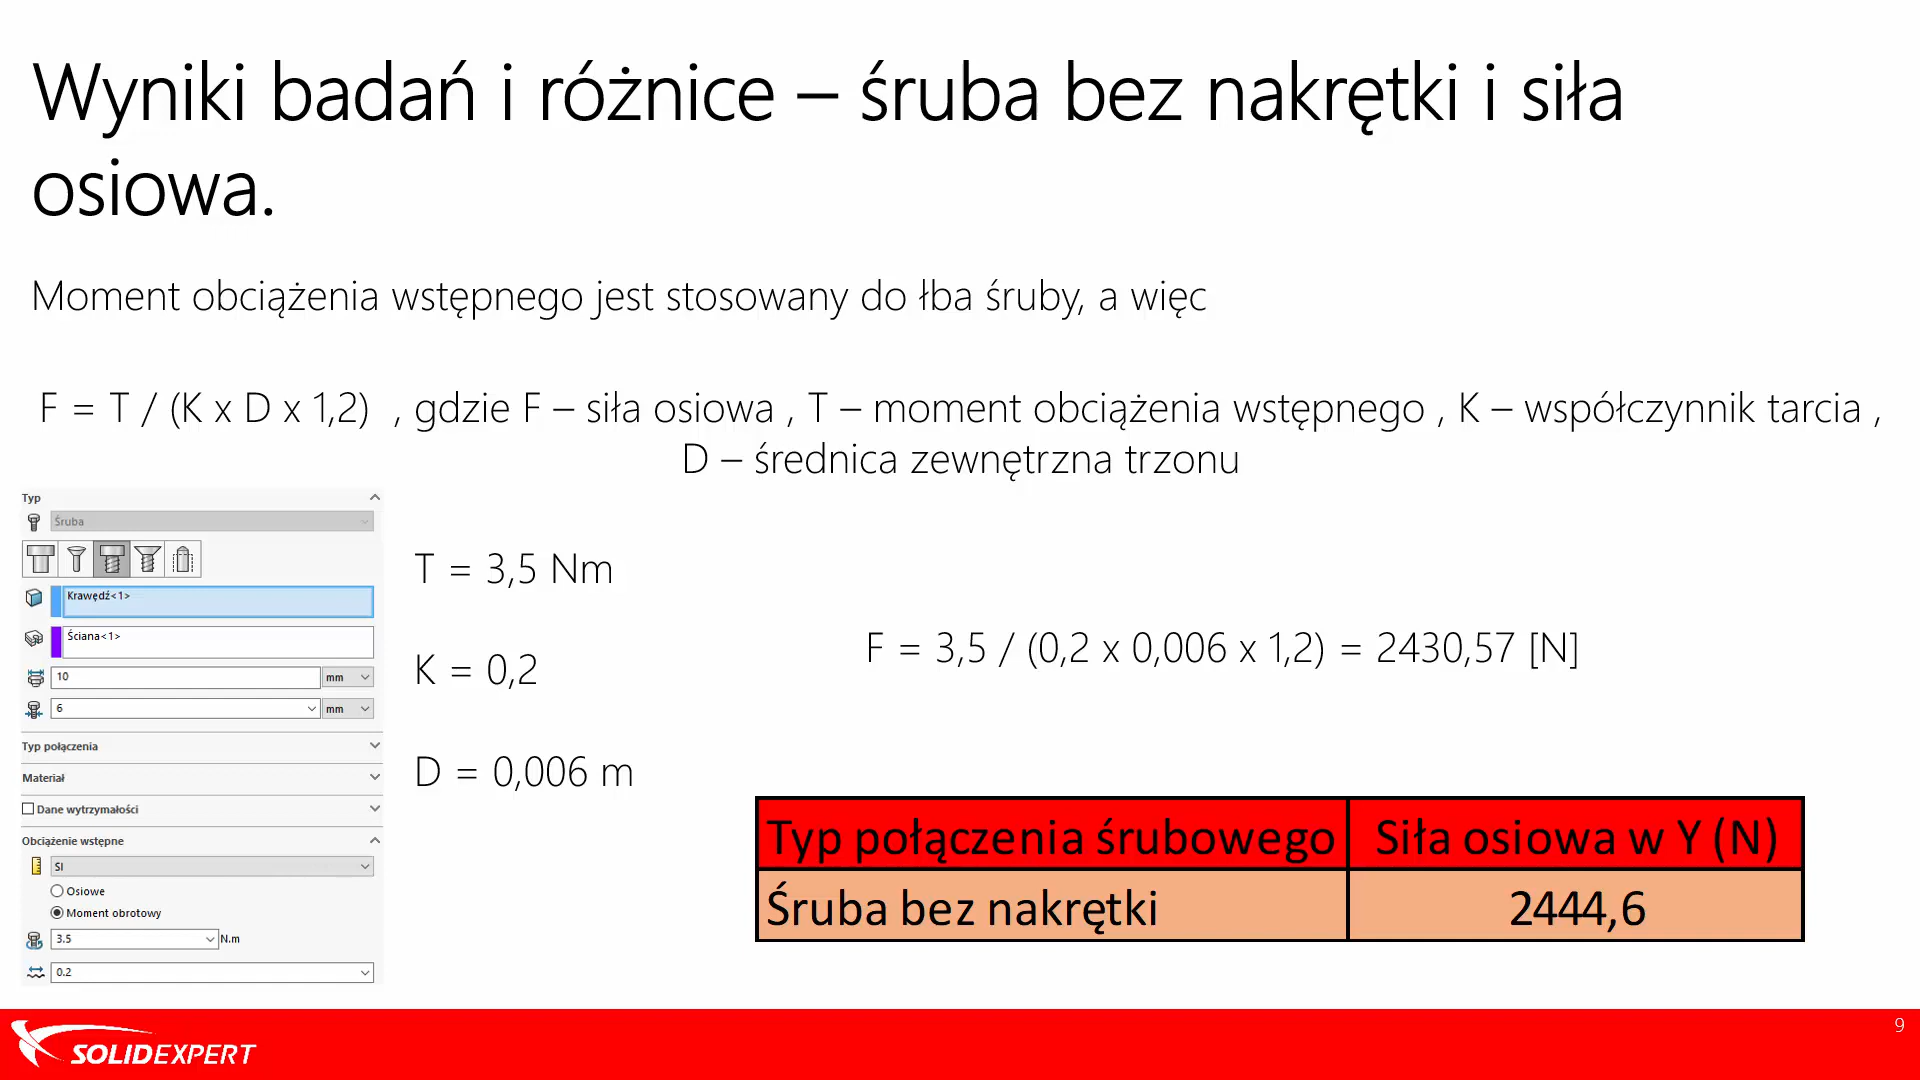 Wyniki badań i różnice – śruba bez nakrętki i siła
osiowa.
Moment obciążenia wstępnego jest stosowany do łba śruby, a więc
F = T / (K x D x 1,2) , gdzie F – siła osiowa , T – moment obciążenia wstępnego , K – współczynnik tarcia ,
D – średnica zewnętrzna trzonu
Typ
Śruba
Krawędź<1>
Ściana<1>
10 mm
6 mm
Typ połączenia
Materiał
Dane wytrzymałości
Obciążenie wstępne
SI
Osiowe
Moment obrotowy
3.5 N.m
0.2
T = 3,5 Nm
K = 0,2
D = 0,006 m
F = 3,5 / (0,2 x 0,006 x 1,2) = 2430,57 [N]
Typ połączenia śrubowego Siła osiowa w Y (N)
Śruba bez nakrętki 2444,6
SOLIDEXPERT
9